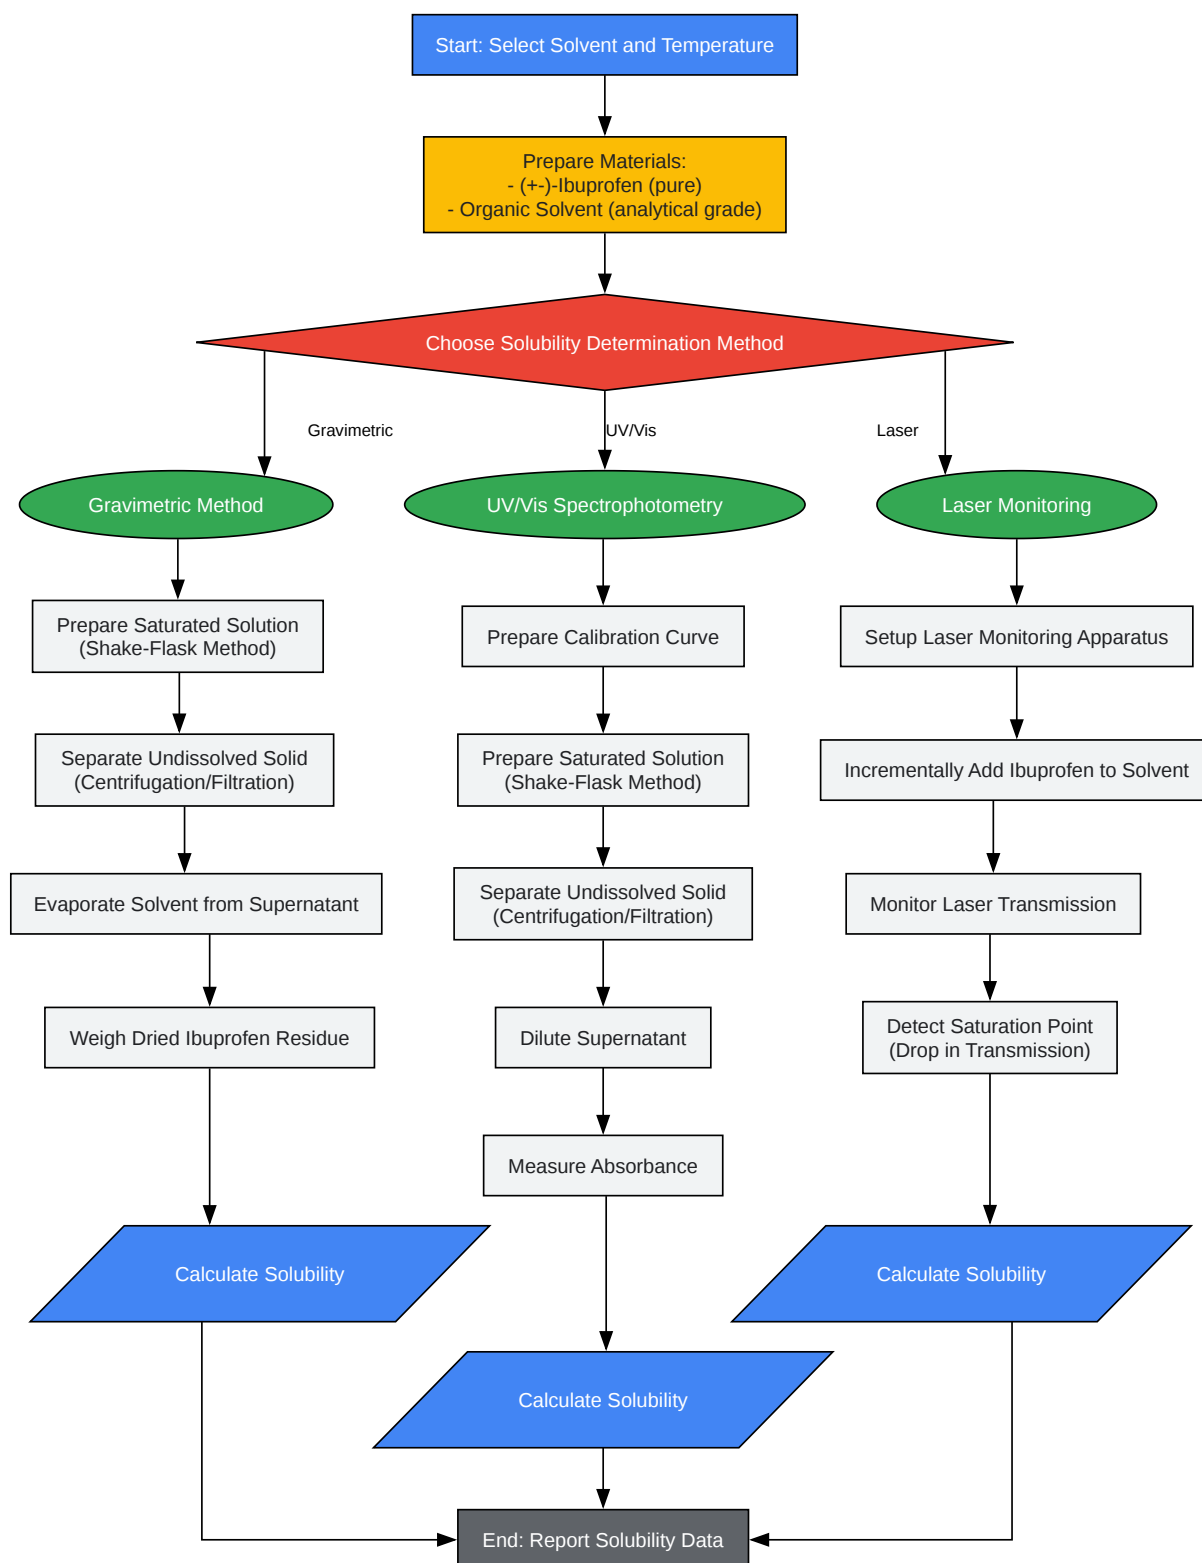 Start: Select Solvent and Temperature
Prepare Materials:
- (+-)-Ibuprofen (pure)
- Organic Solvent (analytical grade)
Choose Solubility Determination Method
Gravimetric
UV/Vis
Laser
Gravimetric Method
UV/Vis Spectrophotometry
Laser Monitoring
Prepare Saturated Solution
(Shake-Flask Method)
Prepare Calibration Curve
Setup Laser Monitoring Apparatus
Separate Undissolved Solid
(Centrifugation/Filtration)
Prepare Saturated Solution
(Shake-Flask Method)
Incrementally Add Ibuprofen to Solvent
Evaporate Solvent from Supernatant
Separate Undissolved Solid
(Centrifugation/Filtration)
Monitor Laser Transmission
Weigh Dried Ibuprofen Residue
Dilute Supernatant
Detect Saturation Point
(Drop in Transmission)
Measure Absorbance
Calculate Solubility
Calculate Solubility
Calculate Solubility
End: Report Solubility Data